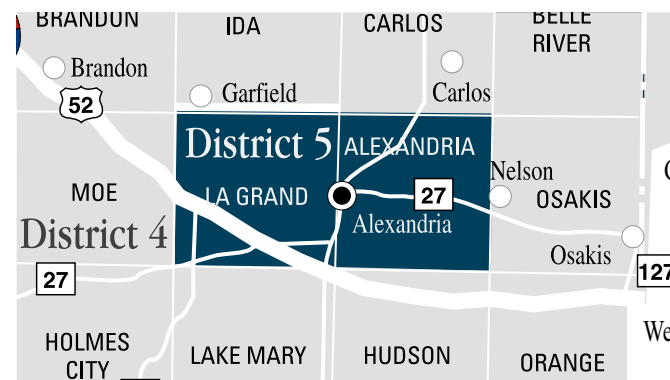 BRANDON
IDA
CARLOS
BELLE
RIVER
Brandon
52
Garfield
Carlos
District 5
ALEXANDRIA
MOE
LA GRAND
27
Nelson
OSAKIS
District 4
Alexandria
Osakis
27
127
HOLMES
CITY
LAKE MARY
HUDSON
ORANGE
We